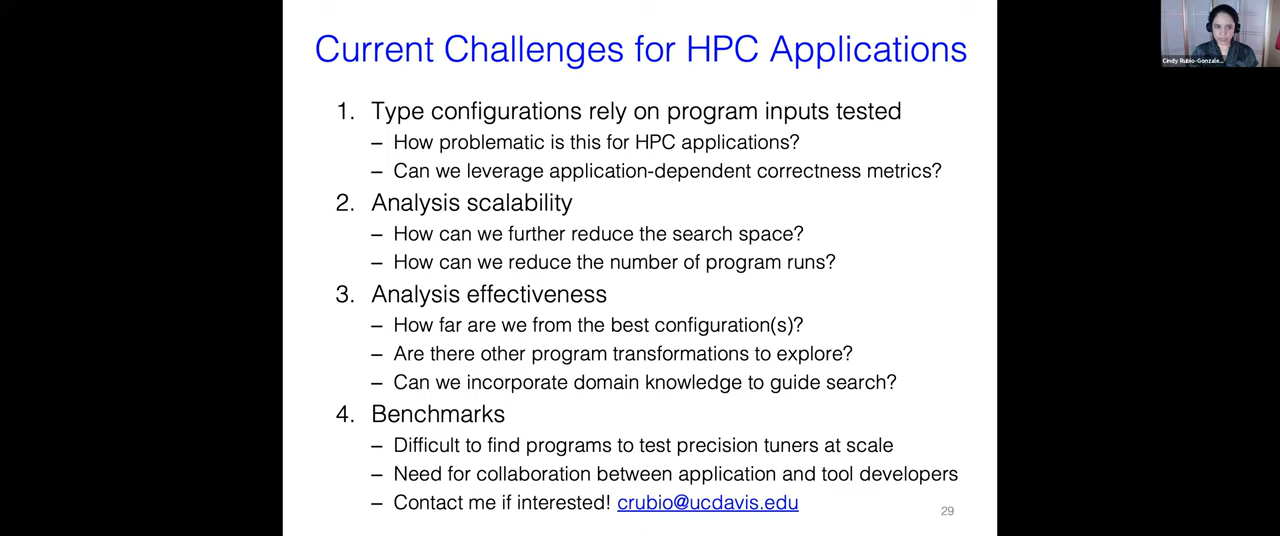 Current Challenges for HPC Applications
Cindy Rubio-Gonzale...
1. Type configurations rely on program inputs tested
– How problematic is this for HPC applications?
– Can we leverage application-dependent correctness metrics?
2. Analysis scalability
– How can we further reduce the search space?
– How can we reduce the number of program runs?
3. Analysis effectiveness
– How far are we from the best configuration(s)?
– Are there other program transformations to explore?
– Can we incorporate domain knowledge to guide search?
4. Benchmarks
– Difficult to find programs to test precision tuners at scale
– Need for collaboration between application and tool developers
– Contact me if interested! crubio@ucdavis.edu
29